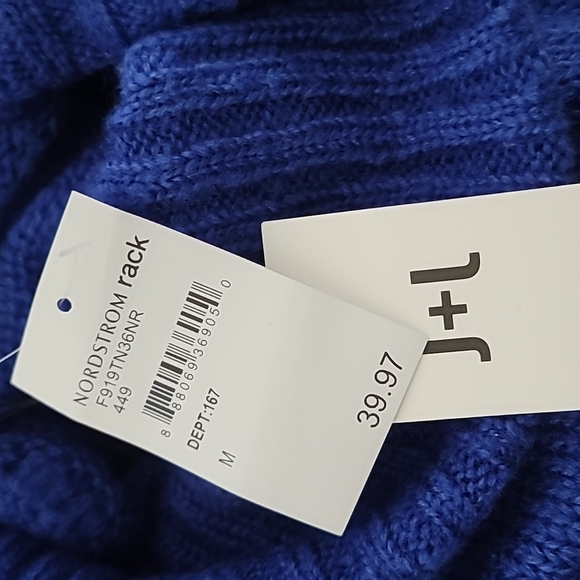 NORDSTROM rack
F919TN36NR
449
8 88069 36905 0
DEPT:167
M
39.97
J+L